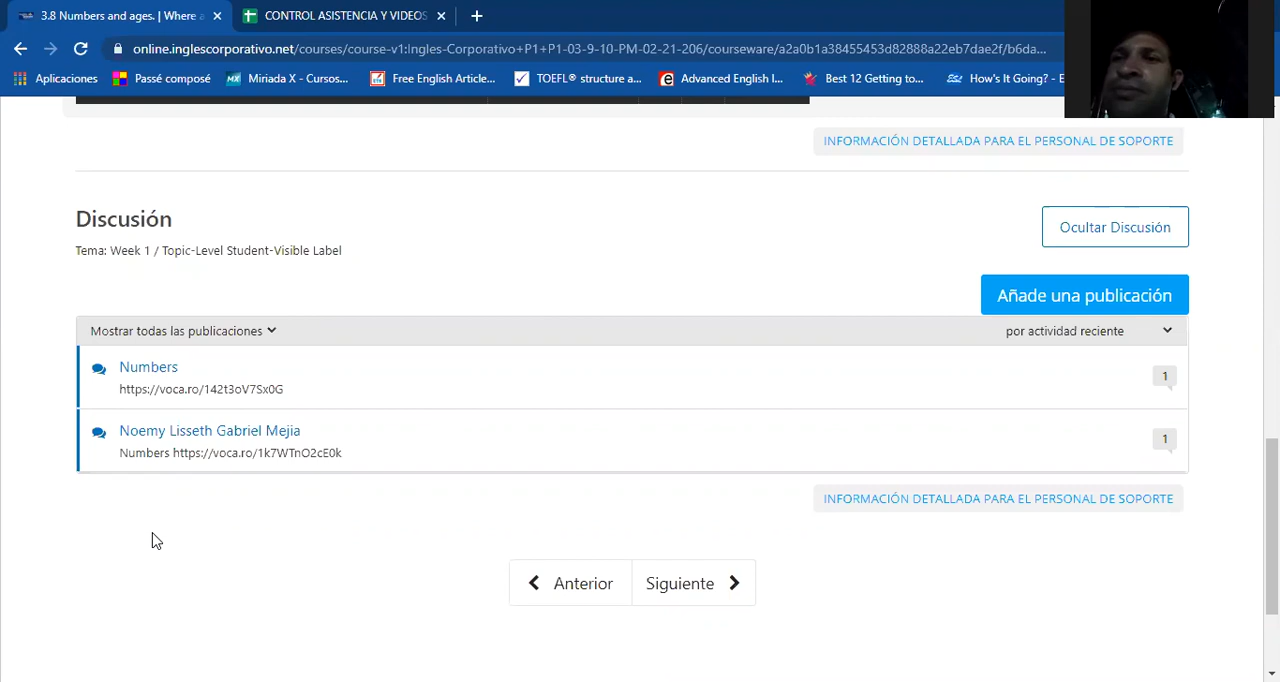 3.8 Numbers and ages. | Where a
CONTROL ASISTENCIA Y VIDEOS
online.inglescorporativo.net/courses/course-v1:Ingles-Corporativo+P1+P1-03-9-10-PM-02-21-206/courseware/a2a0b1a38455453d82888a22eb7dae2f/b6da...
Aplicaciones Passé composé Miriada X - Cursos... Free English Article... TOEFL® structure a... Advanced English I... Best 12 Getting to... How's It Going? - E
INFORMACIÓN DETALLADA PARA EL PERSONAL DE SOPORTE
Discusión
Ocultar Discusión
Tema: Week 1 / Topic-Level Student-Visible Label
Añade una publicación
Mostrar todas las publicaciones
por actividad reciente
Numbers
https://voca.ro/142t3oV7Sx0G
1
Noemy Lisseth Gabriel Mejia
Numbers https://voca.ro/1k7WTnO2cE0k
1
INFORMACIÓN DETALLADA PARA EL PERSONAL DE SOPORTE
Anterior
Siguiente